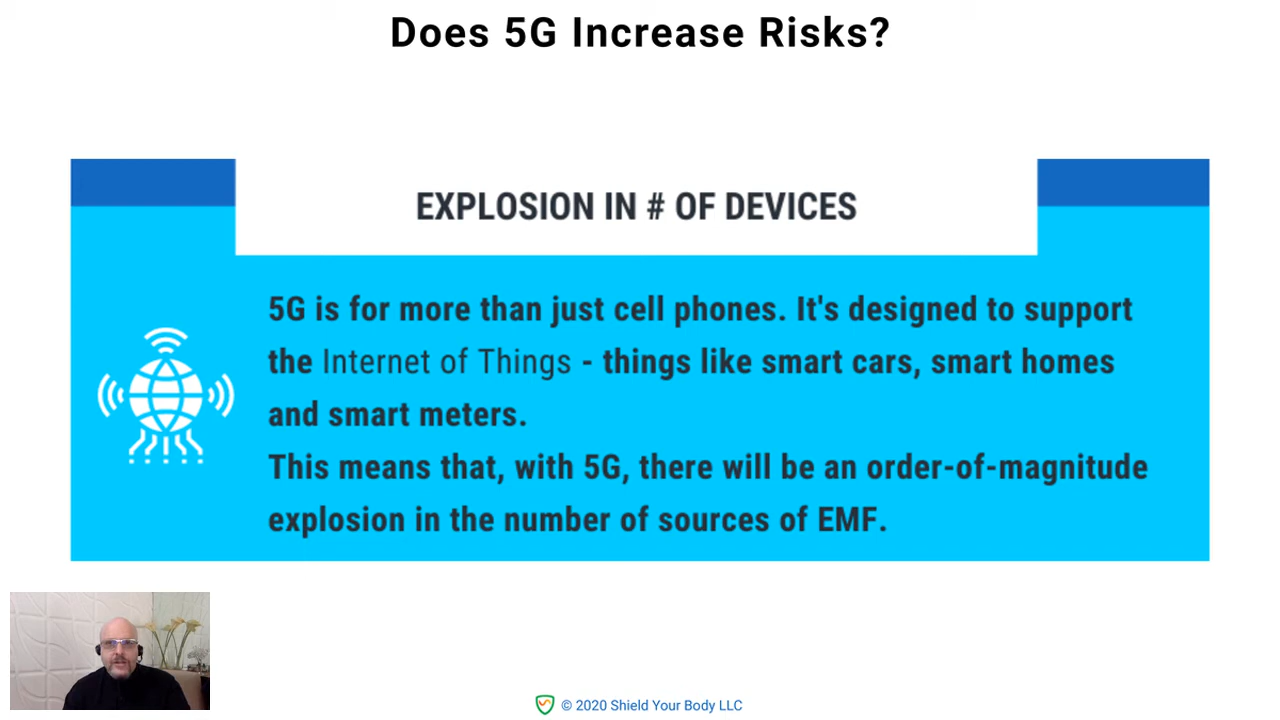 Does 5G Increase Risks?
EXPLOSION IN # OF DEVICES
5G is for more than just cell phones. It's designed to support
the Internet of Things - things like smart cars, smart homes
and smart meters.
This means that, with 5G, there will be an order-of-magnitude
explosion in the number of sources of EMF.
© 2020 Shield Your Body LLC